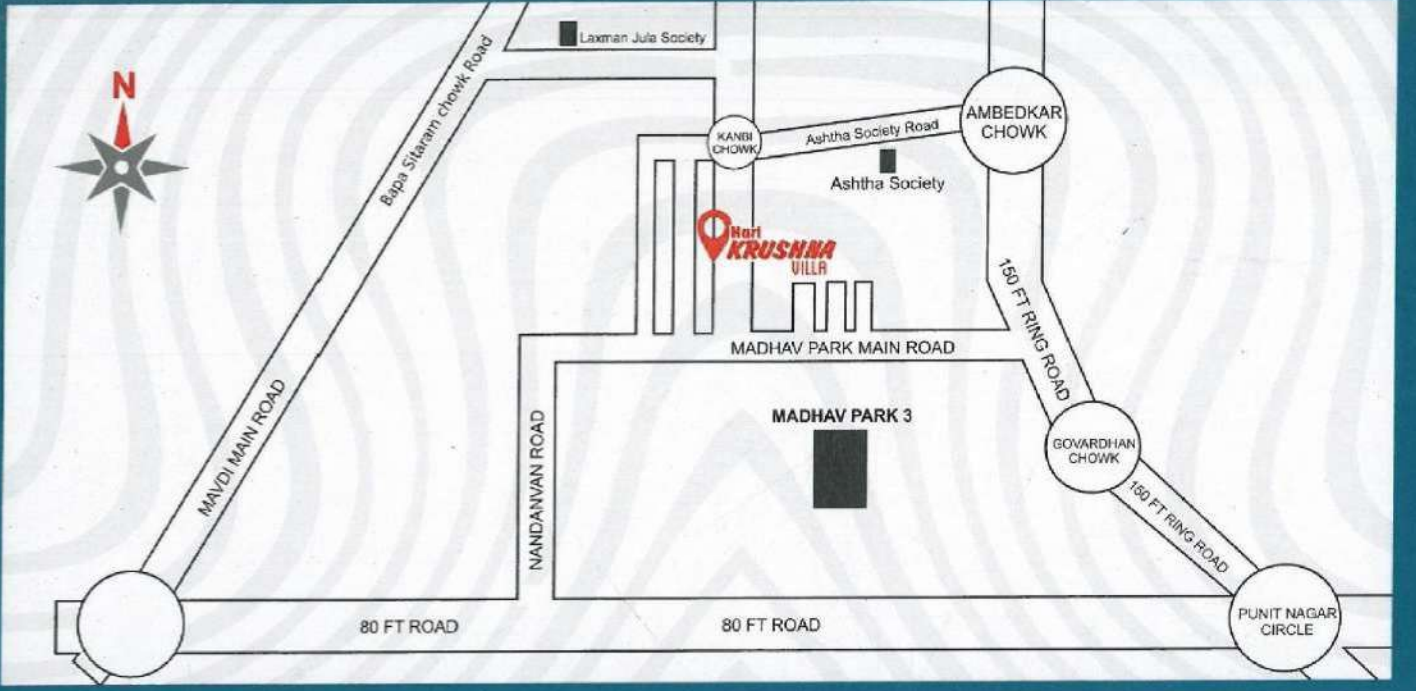 N
Laxman Jula Society
Bapa Sitaram chowk Road
KANBI
CHOWK
Ashtha Society Road
AMBEDKAR
CHOWK
Ashtha Society
Hari
KRUSHNA
VILLA
150 FT RING ROAD
MADHAV PARK MAIN ROAD
MAVDI MAIN ROAD
NANDANVAN ROAD
MADHAV PARK 3
GOVARDHAN
CHOWK
150 FT RING ROAD
80 FT ROAD
80 FT ROAD
PUNIT NAGAR
CIRCLE